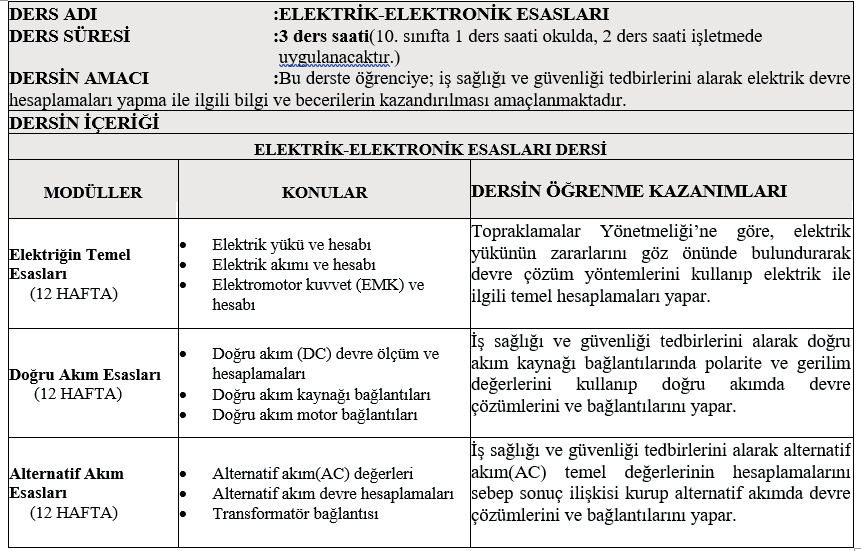 DERS ADI :ELEKTRİK-ELEKTRONİK ESASLARI
DERS SÜRESİ :3 ders saati(10. sınıfta 1 ders saati okulda, 2 ders saati işletmede
uygulanacaktır.)
DERSİN AMACI :Bu derste öğrenciye; iş sağlığı ve güvenliği tedbirlerini alarak elektrik devre
hesaplamaları yapma ile ilgili bilgi ve becerilerin kazandırılması amaçlanmaktadır.
DERSİN İÇERİĞİ
ELEKTRİK-ELEKTRONİK ESASLARI DERSİ
MODÜLLER
KONULAR
DERSİN ÖĞRENME KAZANIMLARI
Elektriğin Temel
Esasları
(12 HAFTA)
• Elektrik yükü ve hesabı
• Elektrik akımı ve hesabı
• Elektromotor kuvvet (EMK) ve
hesabı
Topraklamalar Yönetmeliği’ne göre, elektrik
yükünün zararlarını göz önünde bulundurarak
devre çözüm yöntemlerini kullanıp elektrik ile
ilgili temel hesaplamaları yapar.
Doğru Akım Esasları
(12 HAFTA)
• Doğru akım (DC) devre ölçüm ve
hesaplamaları
• Doğru akım kaynağı bağlantıları
• Doğru akım motor bağlantıları
İş sağlığı ve güvenliği tedbirlerini alarak doğru
akım kaynağı bağlantılarında polarite ve gerilim
değerlerini kullanıp doğru akımda devre
çözümlerini ve bağlantılarını yapar.
Alternatif Akım
Esasları
(12 HAFTA)
• Alternatif akım(AC) değerleri
• Alternatif akım devre hesaplamaları
• Transformatör bağlantısı
İş sağlığı ve güvenliği tedbirlerini alarak alternatif
akım(AC) temel değerlerinin hesaplamalarını
sebep sonuç ilişkisi kurup alternatif akımda devre
çözümlerini ve bağlantılarını yapar.